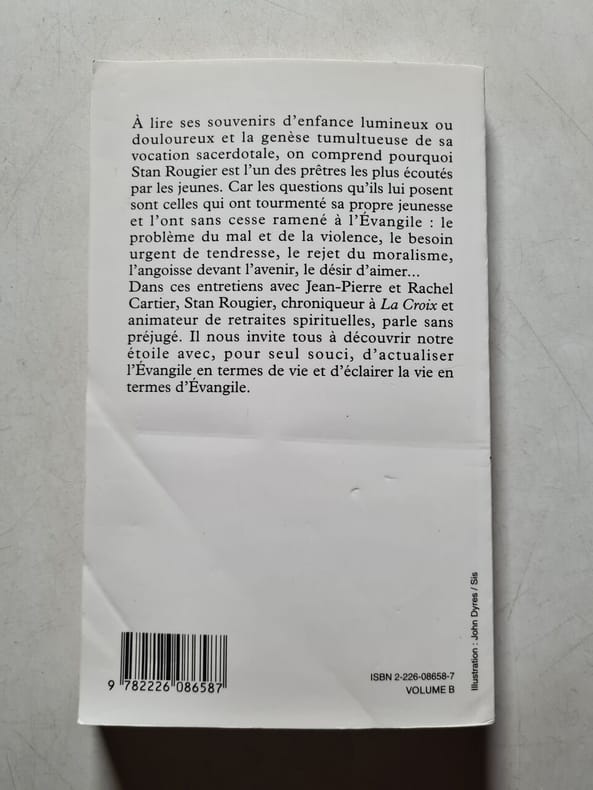 À lire ses souvenirs d'enfance lumineux ou
douloureux et la genèse tumultueuse de sa
vocation sacerdotale, on comprend pourquoi
Stan Rougier est l'un des prêtres les plus écoutés
par les jeunes. Car les questions qu'ils lui posent
sont celles qui ont tourmenté sa propre jeunesse
et l'ont sans cesse ramené à l'Évangile : le
problème du mal et de la violence, le besoin
urgent de tendresse, le rejet du moralisme,
l'angoisse devant l'avenir, le désir d'aimer...
Dans ces entretiens avec Jean-Pierre et Rachel
Cartier, Stan Rougier, chroniqueur à La Croix et
animateur de retraites spirituelles, parle sans
préjugé. Il nous invite tous à découvrir notre
étoile avec, pour seul souci, d'actualiser
l'Évangile en termes de vie et d'éclairer la vie en
termes d'Évangile.
Illustration : John Dyres / Sis
ISBN 2-226-08658-7
VOLUME B
9 782226 086587